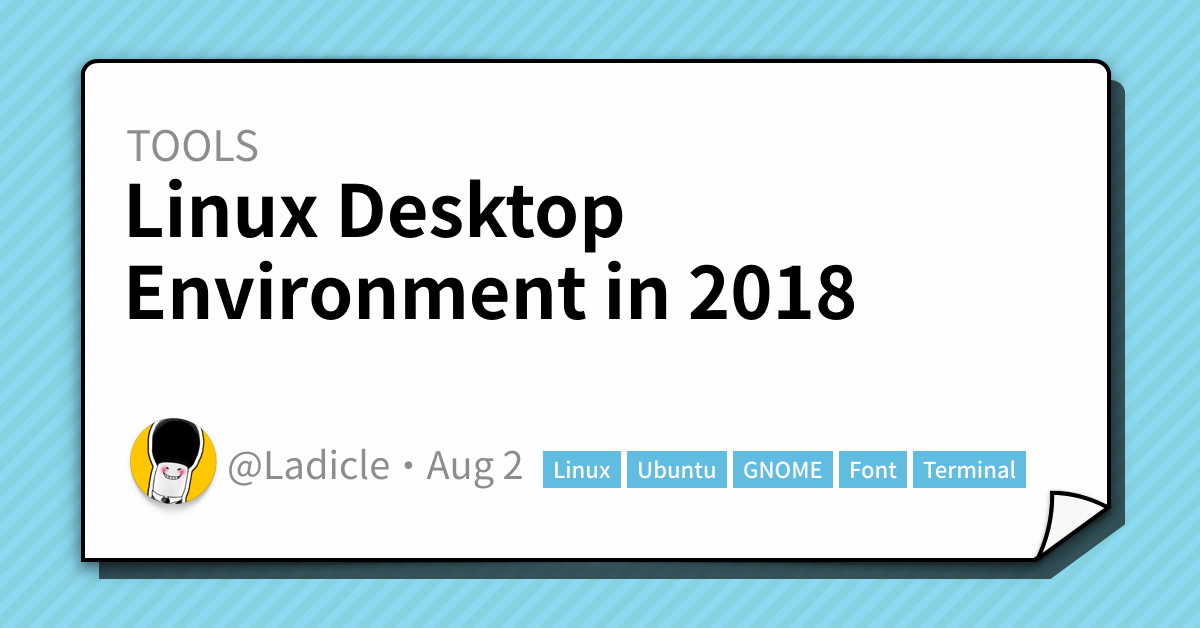 TOOLS
Linux Desktop
Environment in 2018
@Ladicle • Aug 2 Linux Ubuntu GNOME Font Terminal